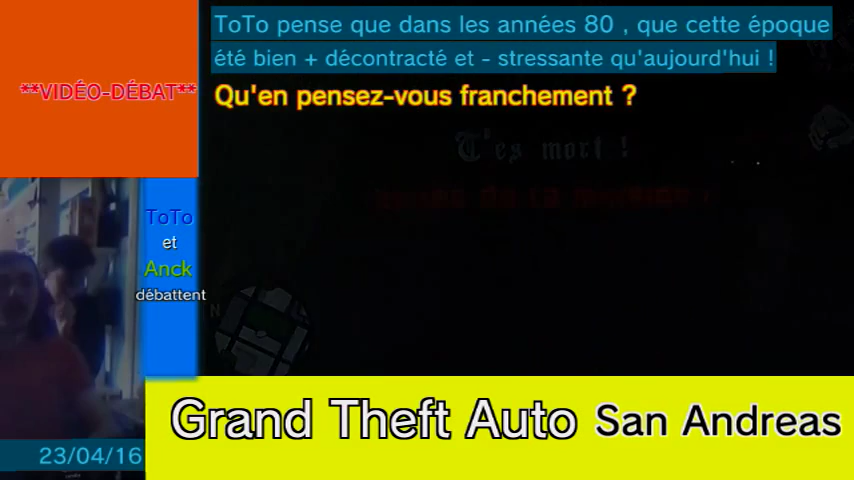 ToTo pense que dans les années 80 , que cette époque
été bien + décontracté et - stressante qu'aujourd'hui !
**VIDÉO-DÉBAT**
Qu'en pensez-vous franchement ?
T'es mort !
ToTo
et
Anck
débattent
N
Grand Theft Auto San Andreas
23/04/16